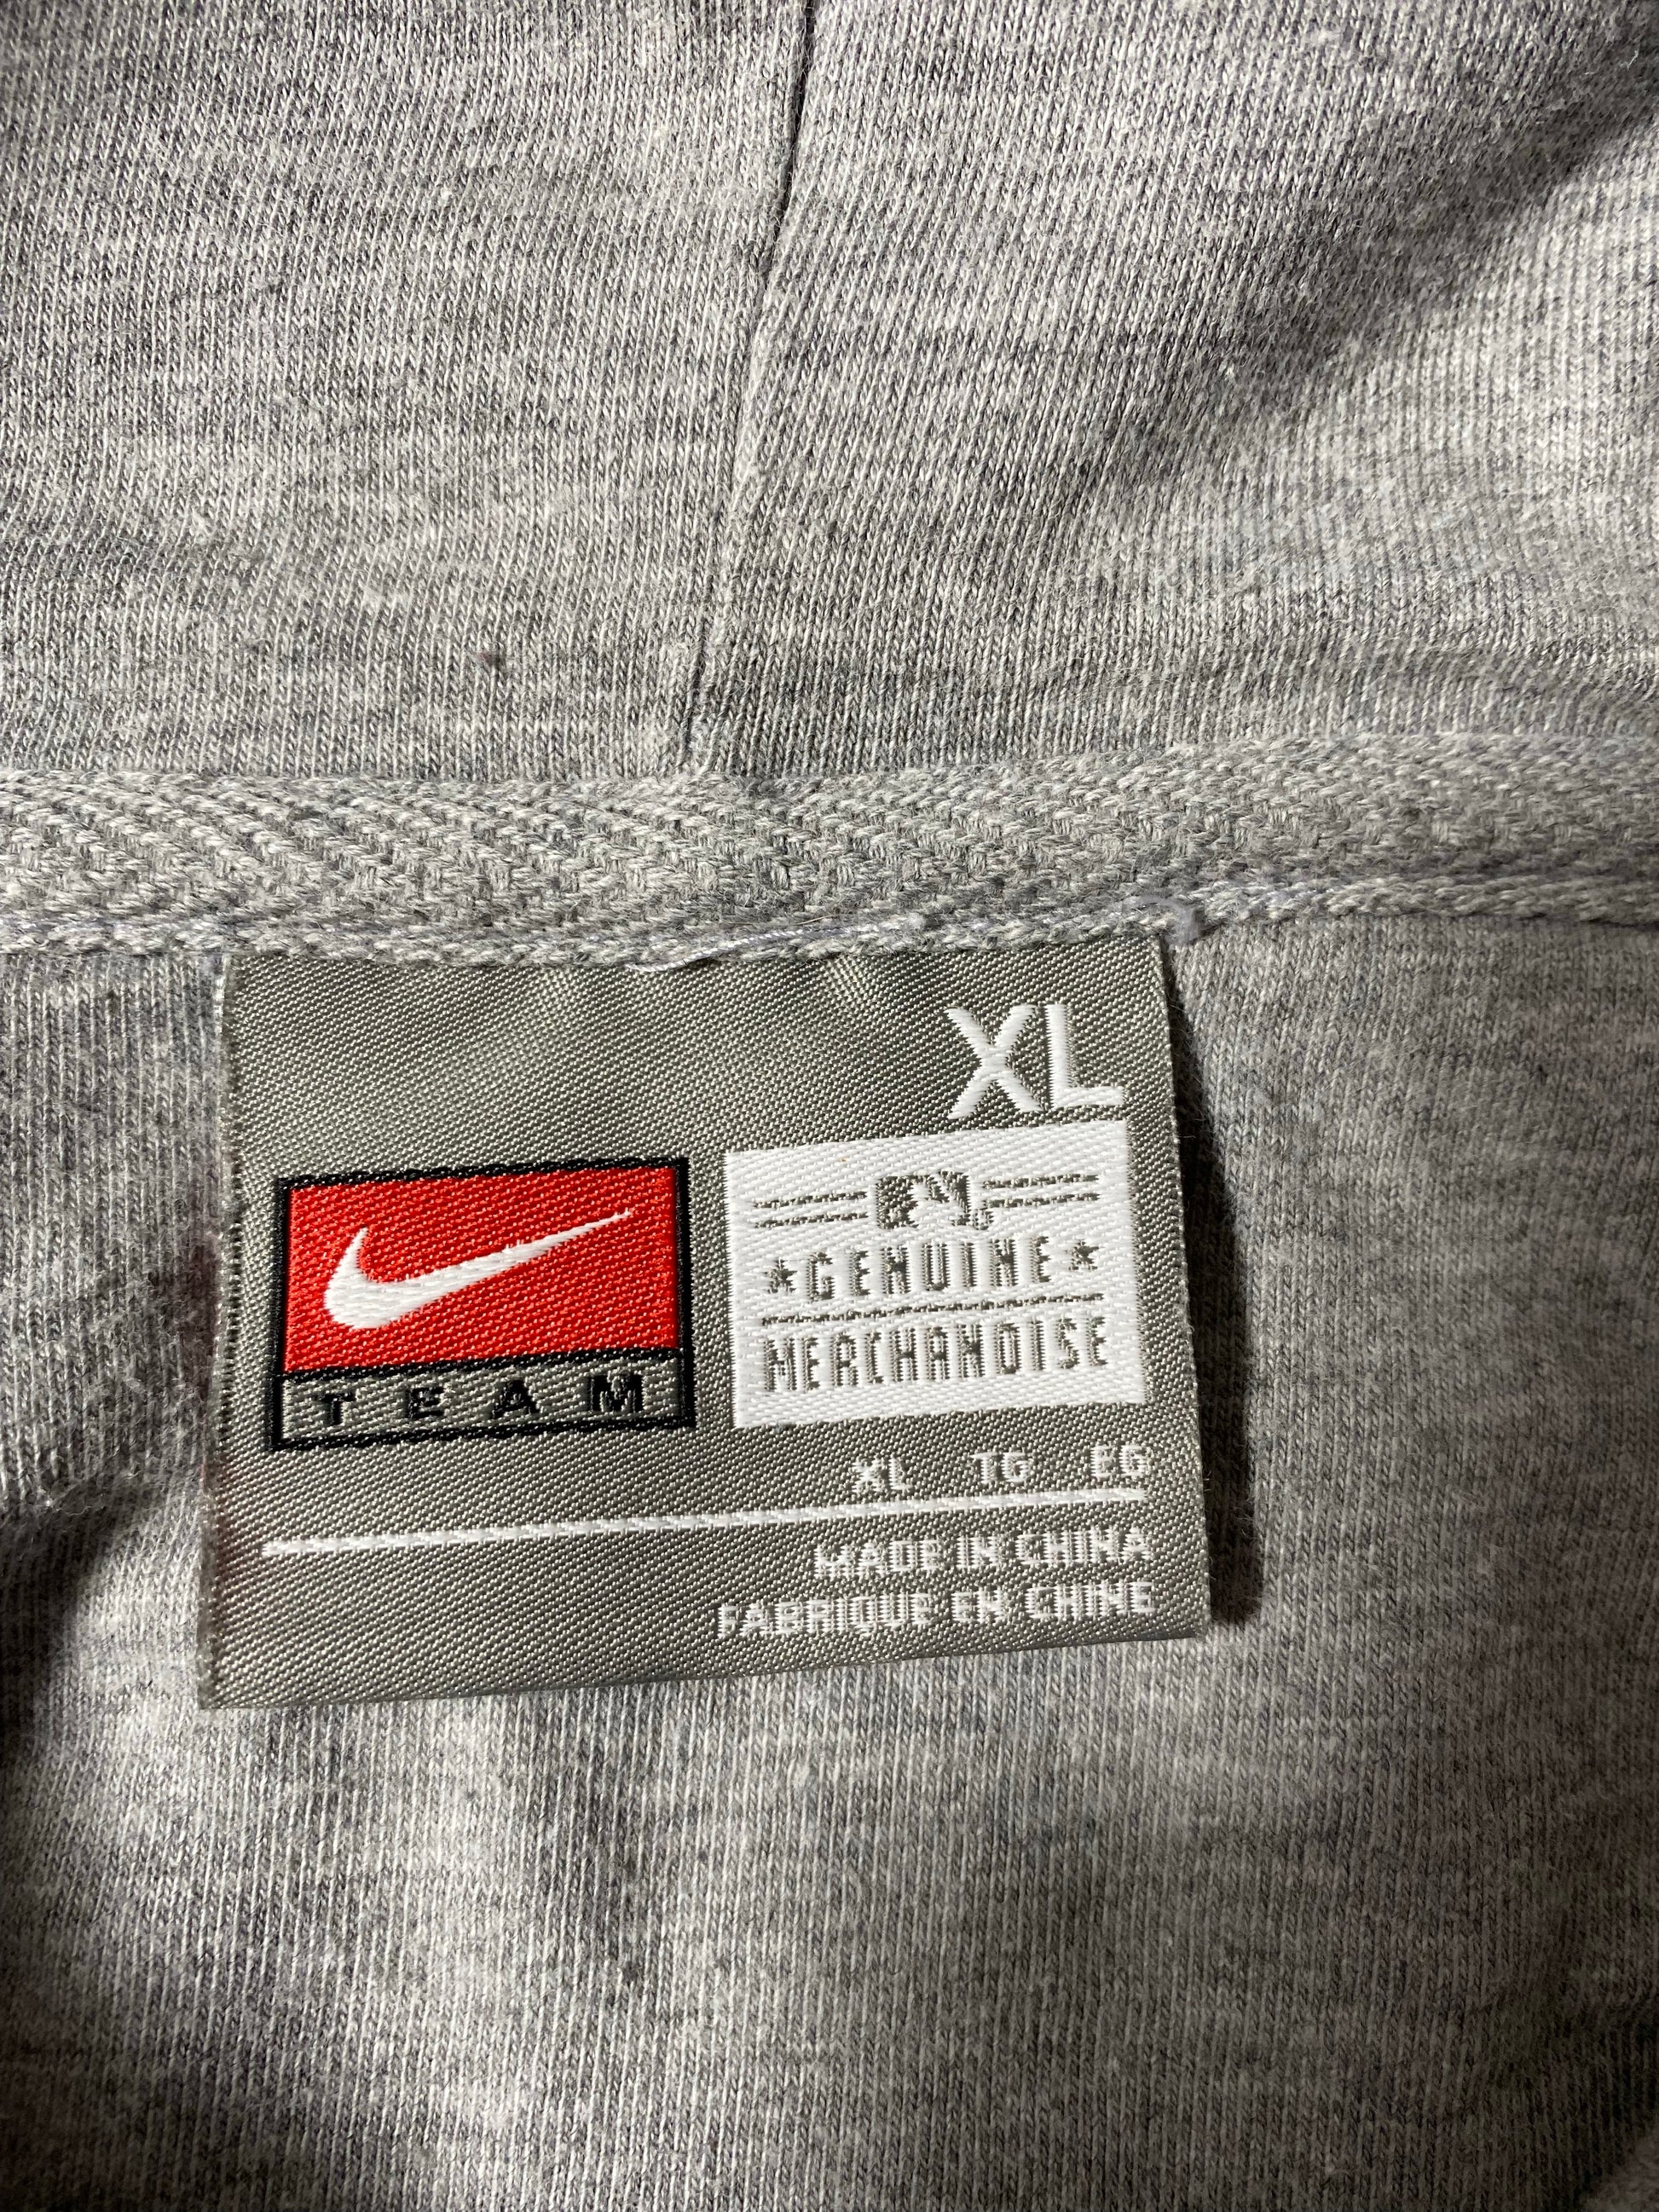 XL
GENUINE
MERCHANDISE
TEAM
XL TG EG
MADE IN CHINA
FABRIQUE EN CHINE